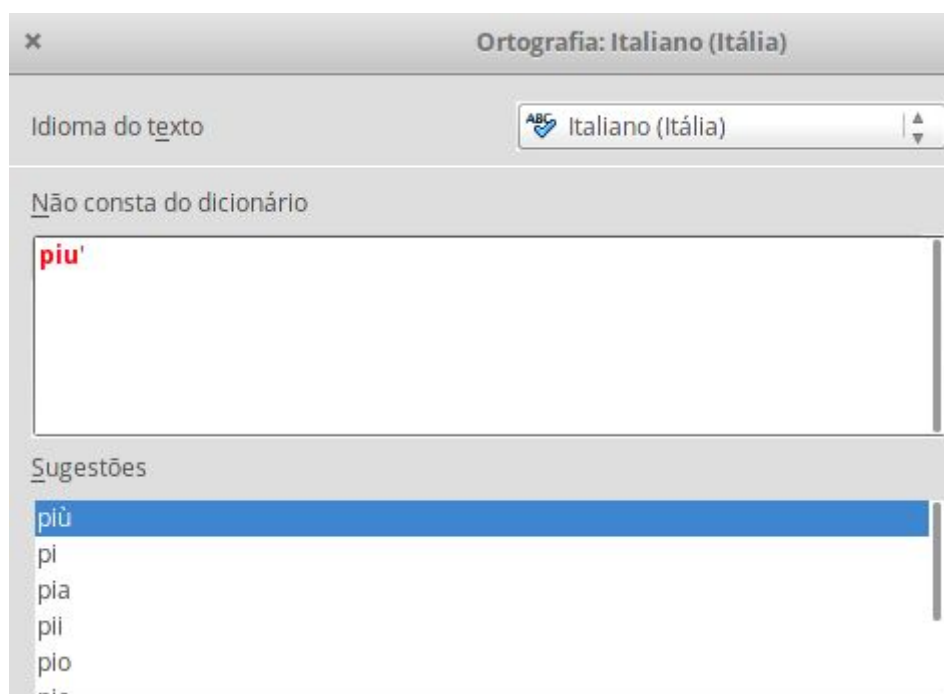 Ortografia: Italiano (Itália)
Idioma do texto
Italiano (Itália)
Não consta do dicionário
piu'
Sugestões
più
pi
pia
pii
pio